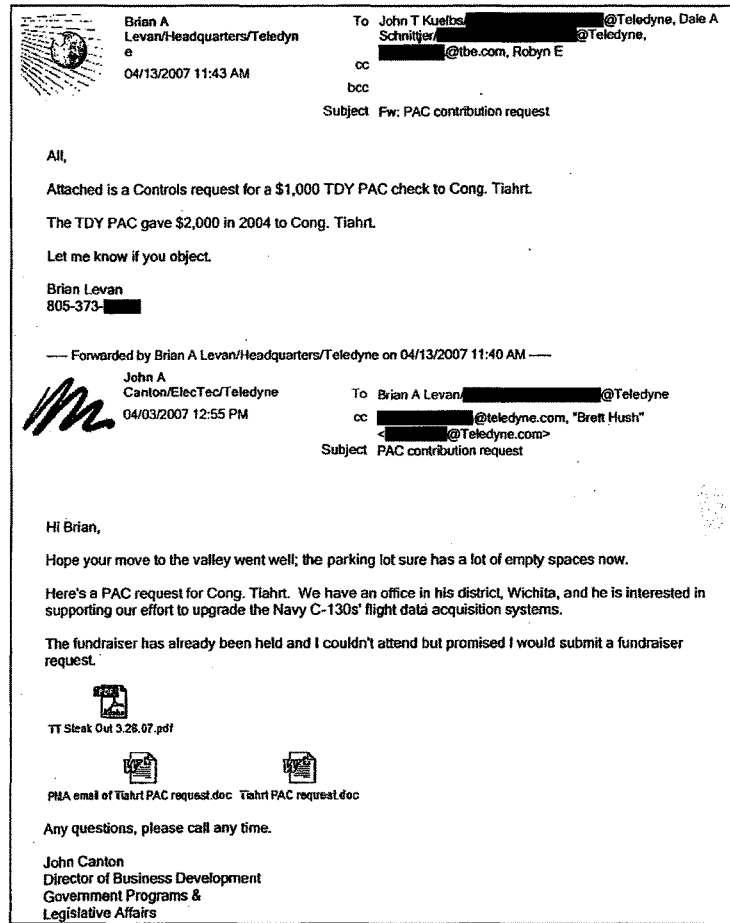 Brian A
Levan/Headquarters/Teledyn
e
04/13/2007 11:43 AM
To John T Kuelbs/ @Teledyne, Dale A
Schnittjer/ @Teledyne,
@tbe.com, Robyn E
cc
bcc
Subject Fw: PAC contribution request
All,
Attached is a Controls request for a $1,000 TDY PAC check to Cong. Tiahrt.
The TDY PAC gave $2,000 in 2004 to Cong. Tiahrt.
Let me know if you object.
Brian Levan
805-373-
----- Forwarded by Brian A Levan/Headquarters/Teledyne on 04/13/2007 11:40 AM -----
John A
Canton/ElecTec/Teledyne
04/03/2007 12:55 PM
To Brian A Levan/ @Teledyne
cc @teledyne.com, "Brett Hush"
< @Teledyne.com>
Subject PAC contribution request
Hi Brian,
Hope your move to the valley went well; the parking lot sure has a lot of empty spaces now.
Here's a PAC request for Cong. Tiahrt. We have an office in his district, Wichita, and he is interested in
supporting our effort to upgrade the Navy C-130s' flight data acquisition systems.
The fundraiser has already been held and I couldn't attend but promised I would submit a fundraiser
request.
TT Steak Out 3.28.07.pdf
PMA email of Tiahrt PAC request.doc Tiahrt PAC request.doc
Any questions, please call any time.
John Canton
Director of Business Development
Government Programs &
Legislative Affairs